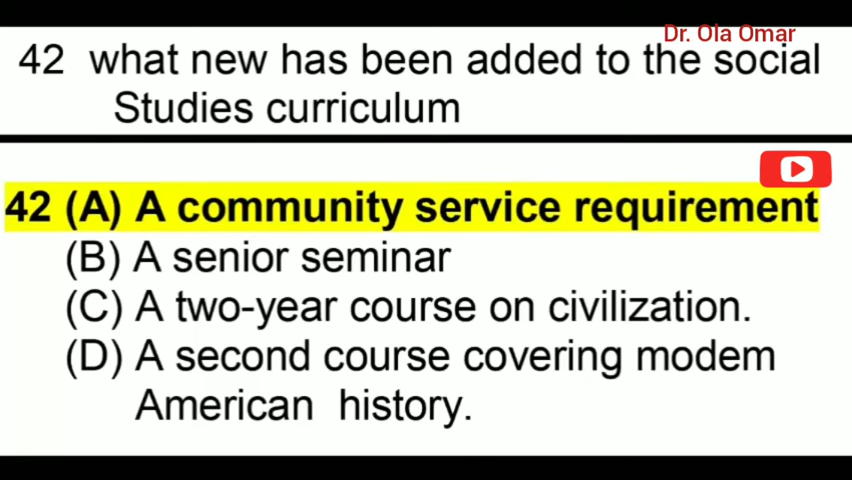 Dr. Ola Omar
42 what new has been added to the social
Studies curriculum
42 (A) A community service requirement
(B) A senior seminar
(C) A two-year course on civilization.
(D) A second course covering modem
American history.